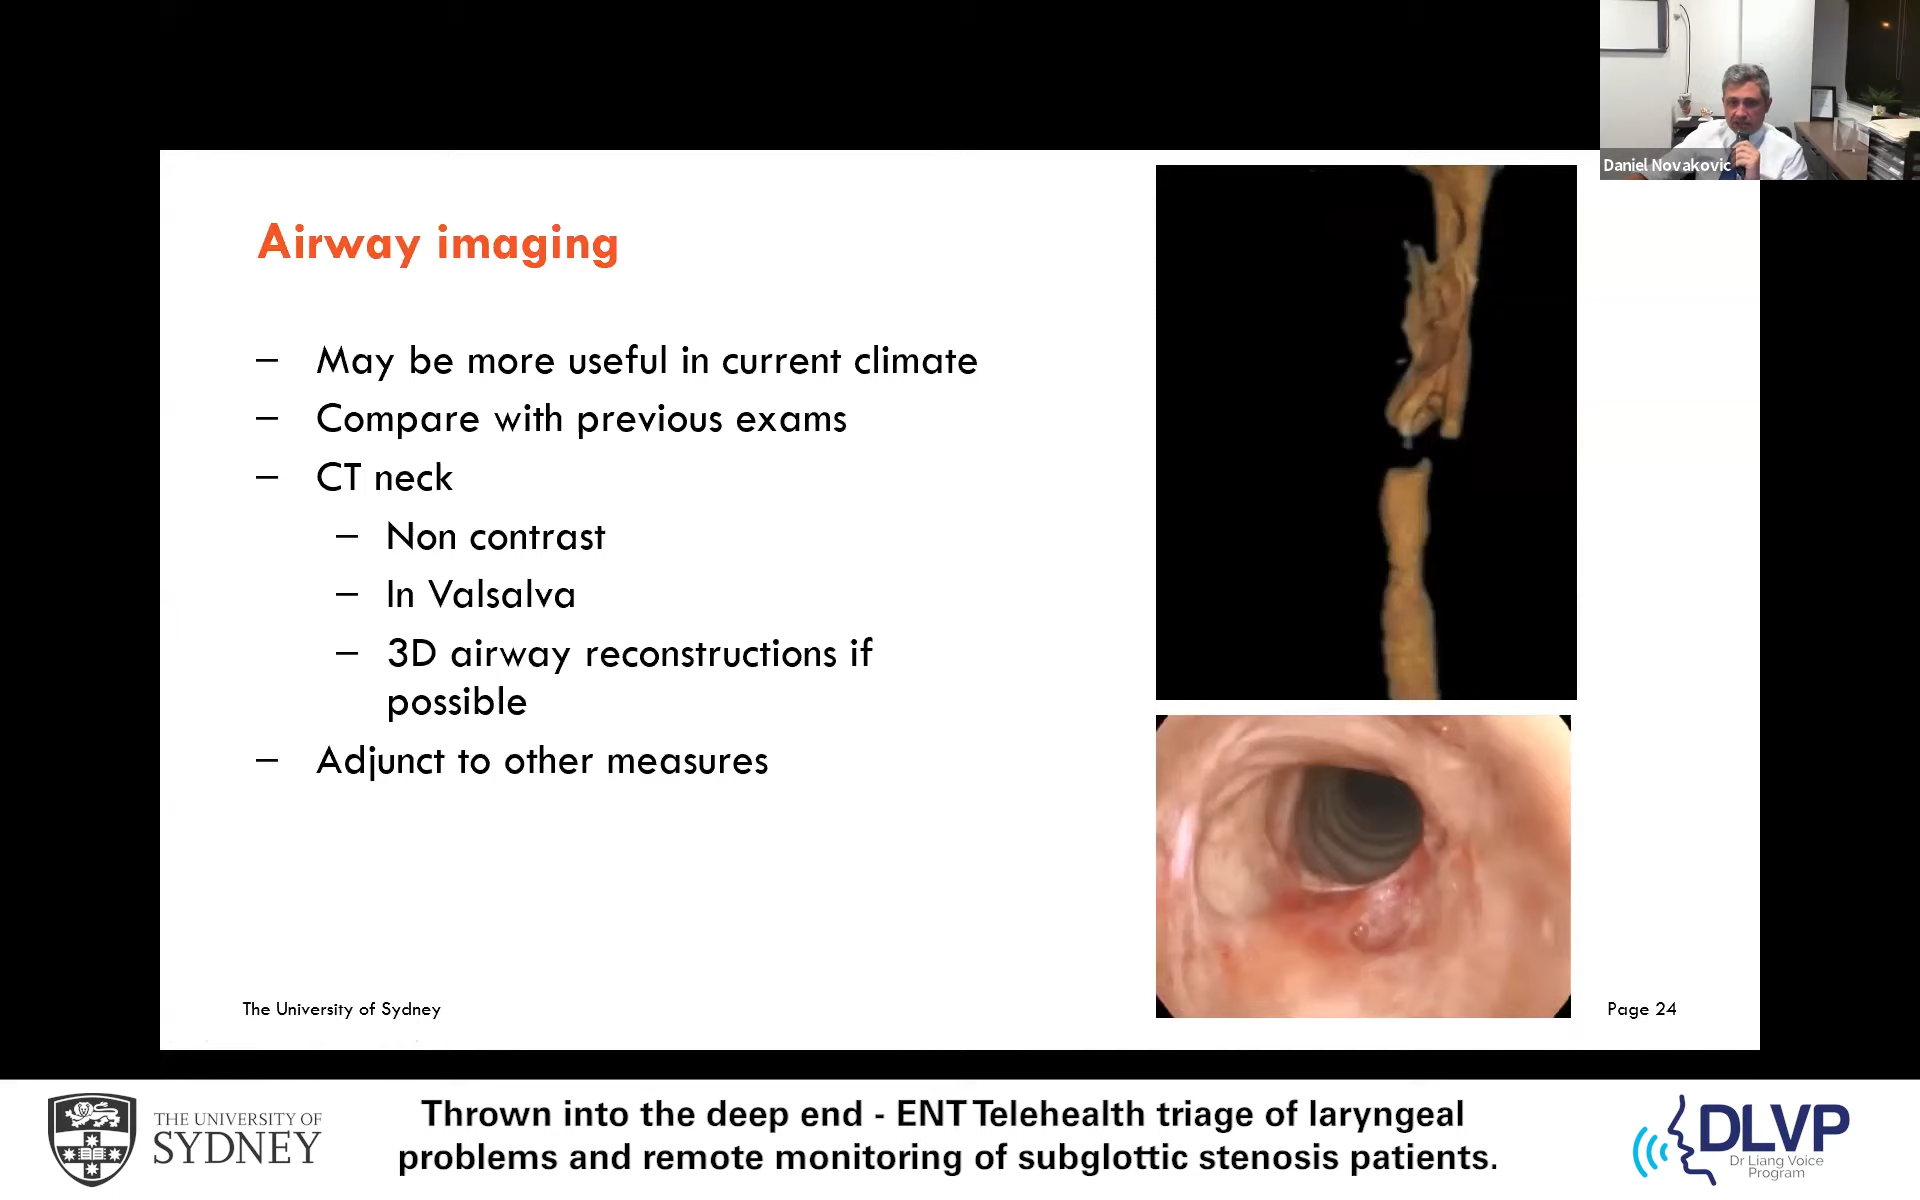 Daniel Novakovic
Airway imaging
– May be more useful in current climate
– Compare with previous exams
– CT neck
– Non contrast
– In Valsalva
– 3D airway reconstructions if
possible
– Adjunct to other measures
The University of Sydney
Page 24
THE UNIVERSITY OF
SYDNEY
Thrown into the deep end - ENT Telehealth triage of laryngeal
problems and remote monitoring of subglottic stenosis patients.
DLVP
Dr Liang Voice
Program